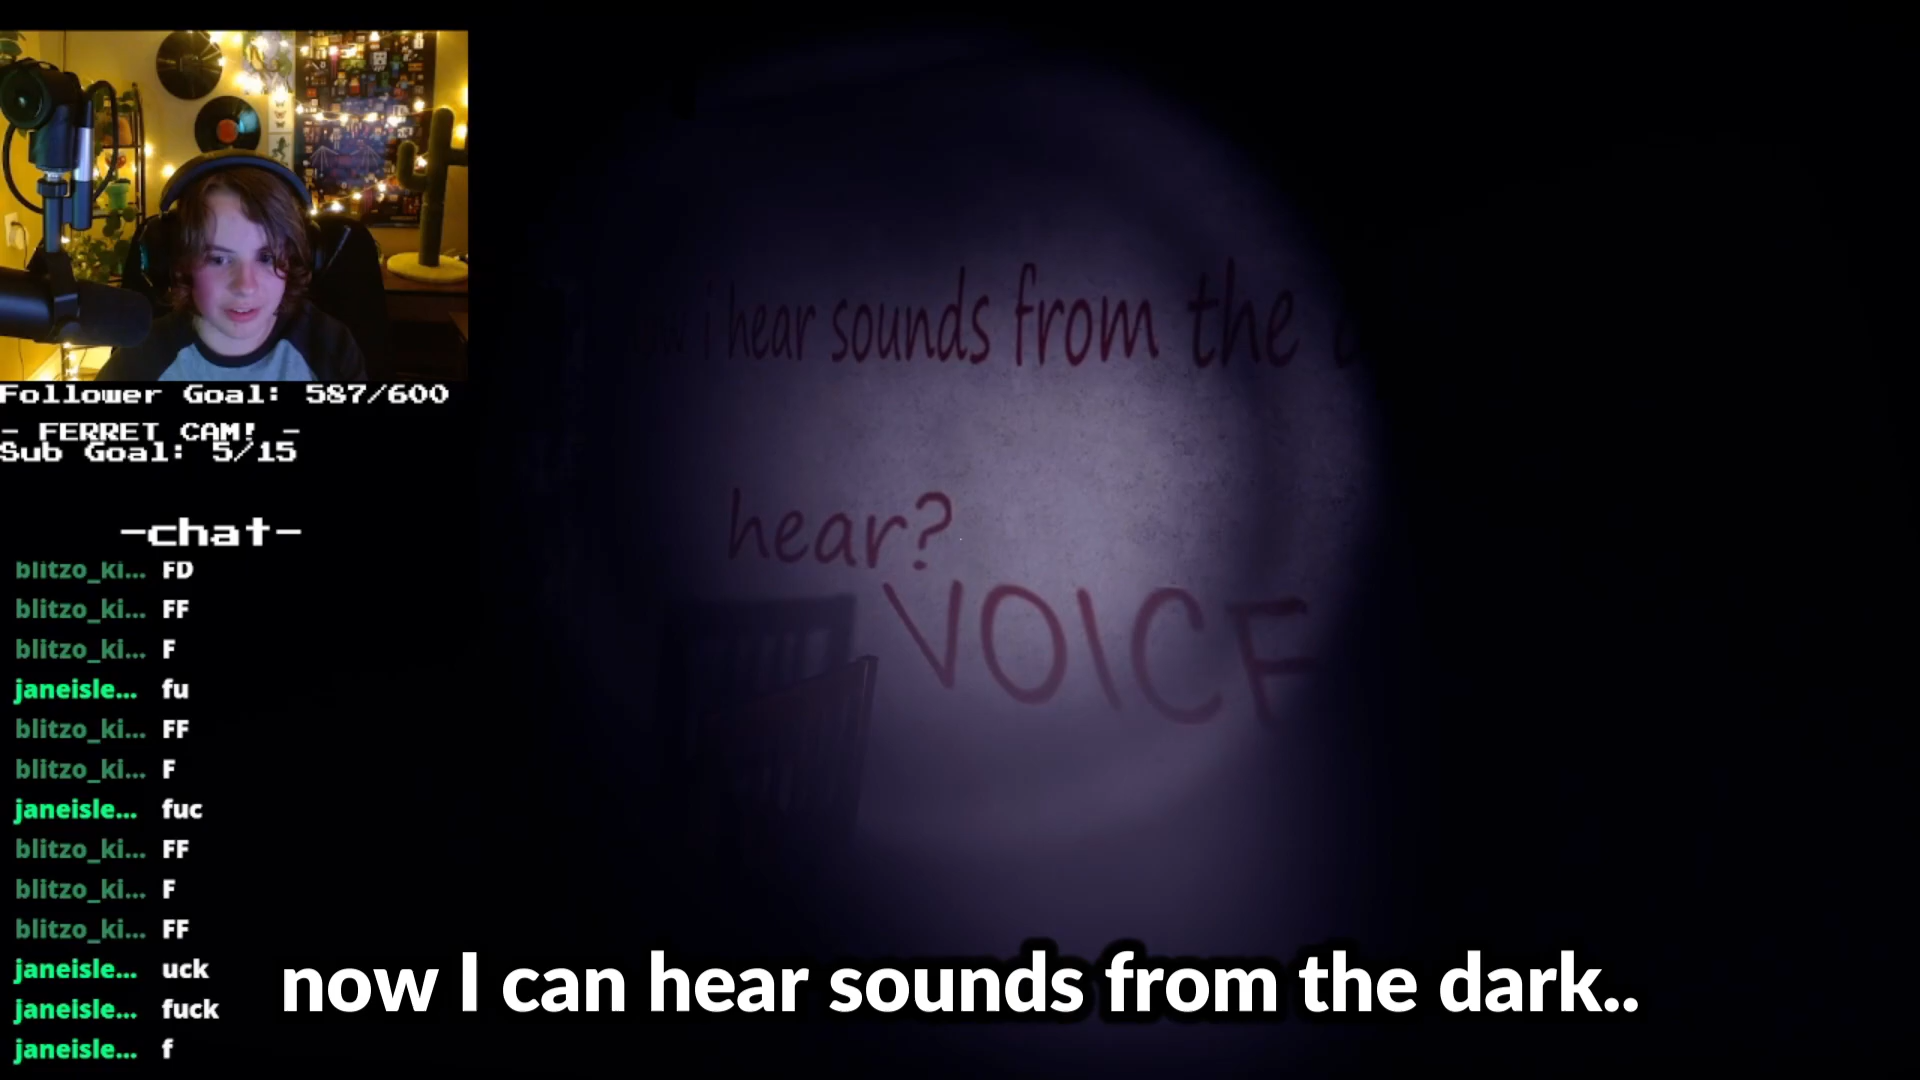 Follower Goal: 587/600
- FERRET CAM! -
Sub Goal: 5/15
-chat-
blitzo_ki... FD
blitzo_ki... FF
blitzo_ki... F
janeisle... fu
blitzo_ki... FF
blitzo_ki... F
janeisle... fuc
blitzo_ki... FF
blitzo_ki... F
blitzo_ki... FF
janeisle... uck
janeisle... fuck
janeisle... f
i hear sounds from the
hear?
VOICE
now I can hear sounds from the dark..